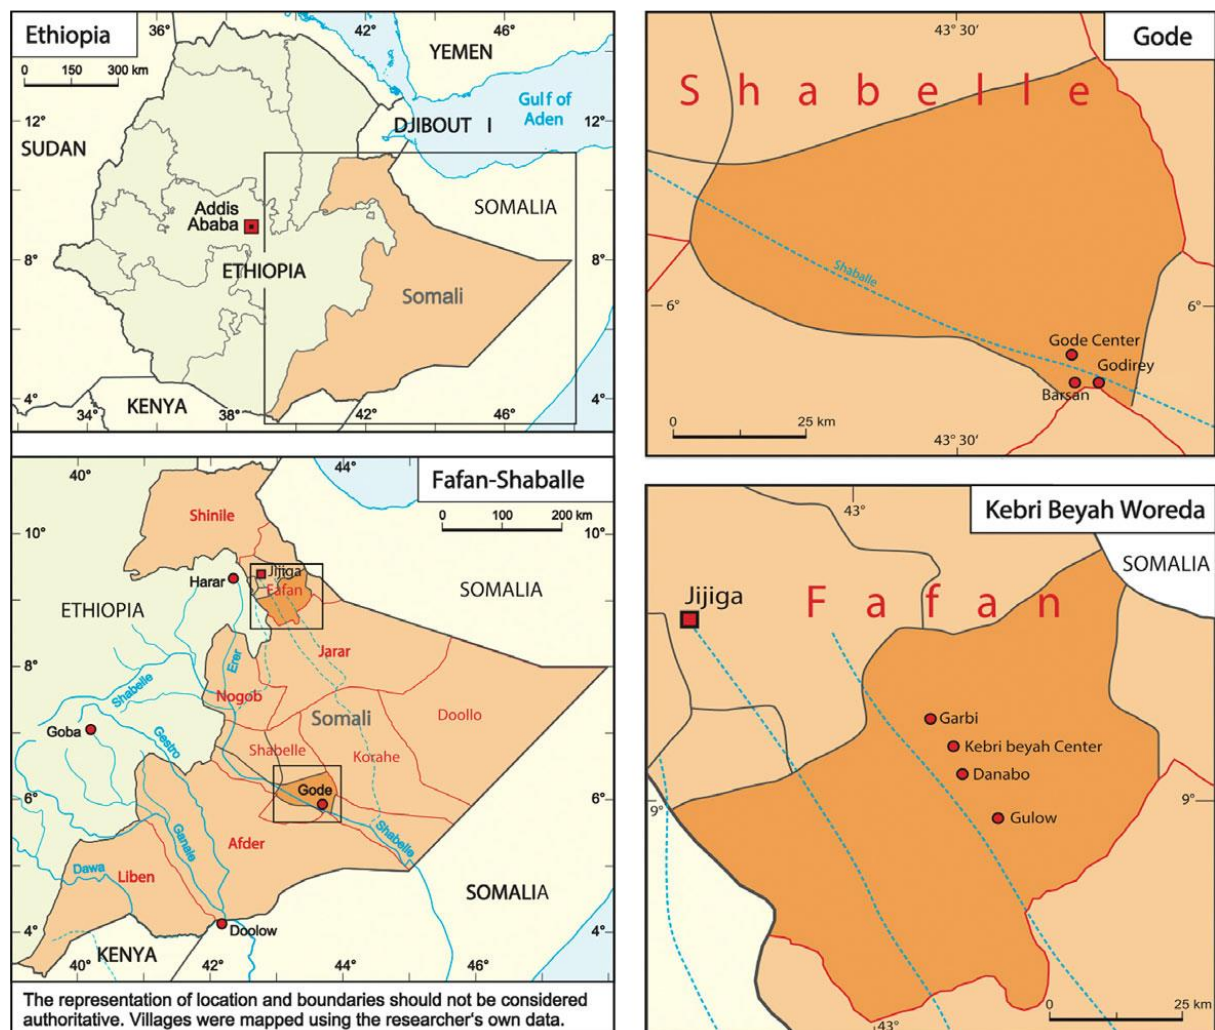 Ethiopia
0 150 300 km
36°
42°
46°
YEMEN
Gulf of
Aden
12°
12°
SUDAN
DJIBOUT I
SOMALIA
Addis
Ababa
8°
8°
ETHIOPIA
Somali
4°
4°
KENYA
34°
38°
42°
46°
Gode
43° 30'
Shabelle
Shaballe
6°
6°
Gode Center
Godirey
Barsan
0 25 km
43° 30'
Fafan-Shaballe
0 100 200 km
40°
44°
10°
10°
Shinile
Harar
Jijiga
Fafan
SOMALIA
ETHIOPIA
Erer
Jarar
8°
8°
Shabelle
Nogob
Somali
Doollo
Goba
Gestro
Shabelle
Korahe
Gode
6°
6°
Shabelle
Ganale
Afder
Dawa
Liben
SOMALIA
Doolow
4°
4°
KENYA
40°
42°
44°
46°
The representation of location and boundaries should not be considered
authoritative. Villages were mapped using the researcher's own data.
Kebri Beyah Woreda
43°
SOMALIA
Jijiga
Fafan
Garbi
Kebri beyah Center
Danabo
Gulow
9°
9°
0 25 km
43°